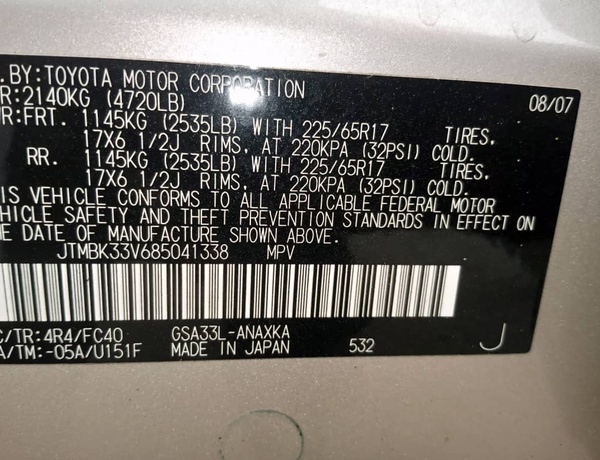 .BY:TOYOTA MOTOR CORPORATION 08/07
R:2140KG (4720LB)
R:FRT. 1145KG (2535LB) WITH 225/65R17 TIRES,
17X6 1/2J RIMS, AT 220KPA (32PSI) COLD.
RR. 1145KG (2535LB) WITH 225/65R17 TIRES,
17X6 1/2J RIMS, AT 220KPA (32PSI) COLD.
IS VEHICLE CONFORMS TO ALL APPLICABLE FEDERAL MOTOR
VEHICLE SAFETY AND THEFT PREVENTION STANDARDS IN EFFECT ON
E DATE OF MANUFACTURE SHOWN ABOVE.
JTMBK33V685041338 MPV
C/TR:4R4/FC40 GSA33L-ANAXKA
A/TM:-05A/U151F MADE IN JAPAN 532 J